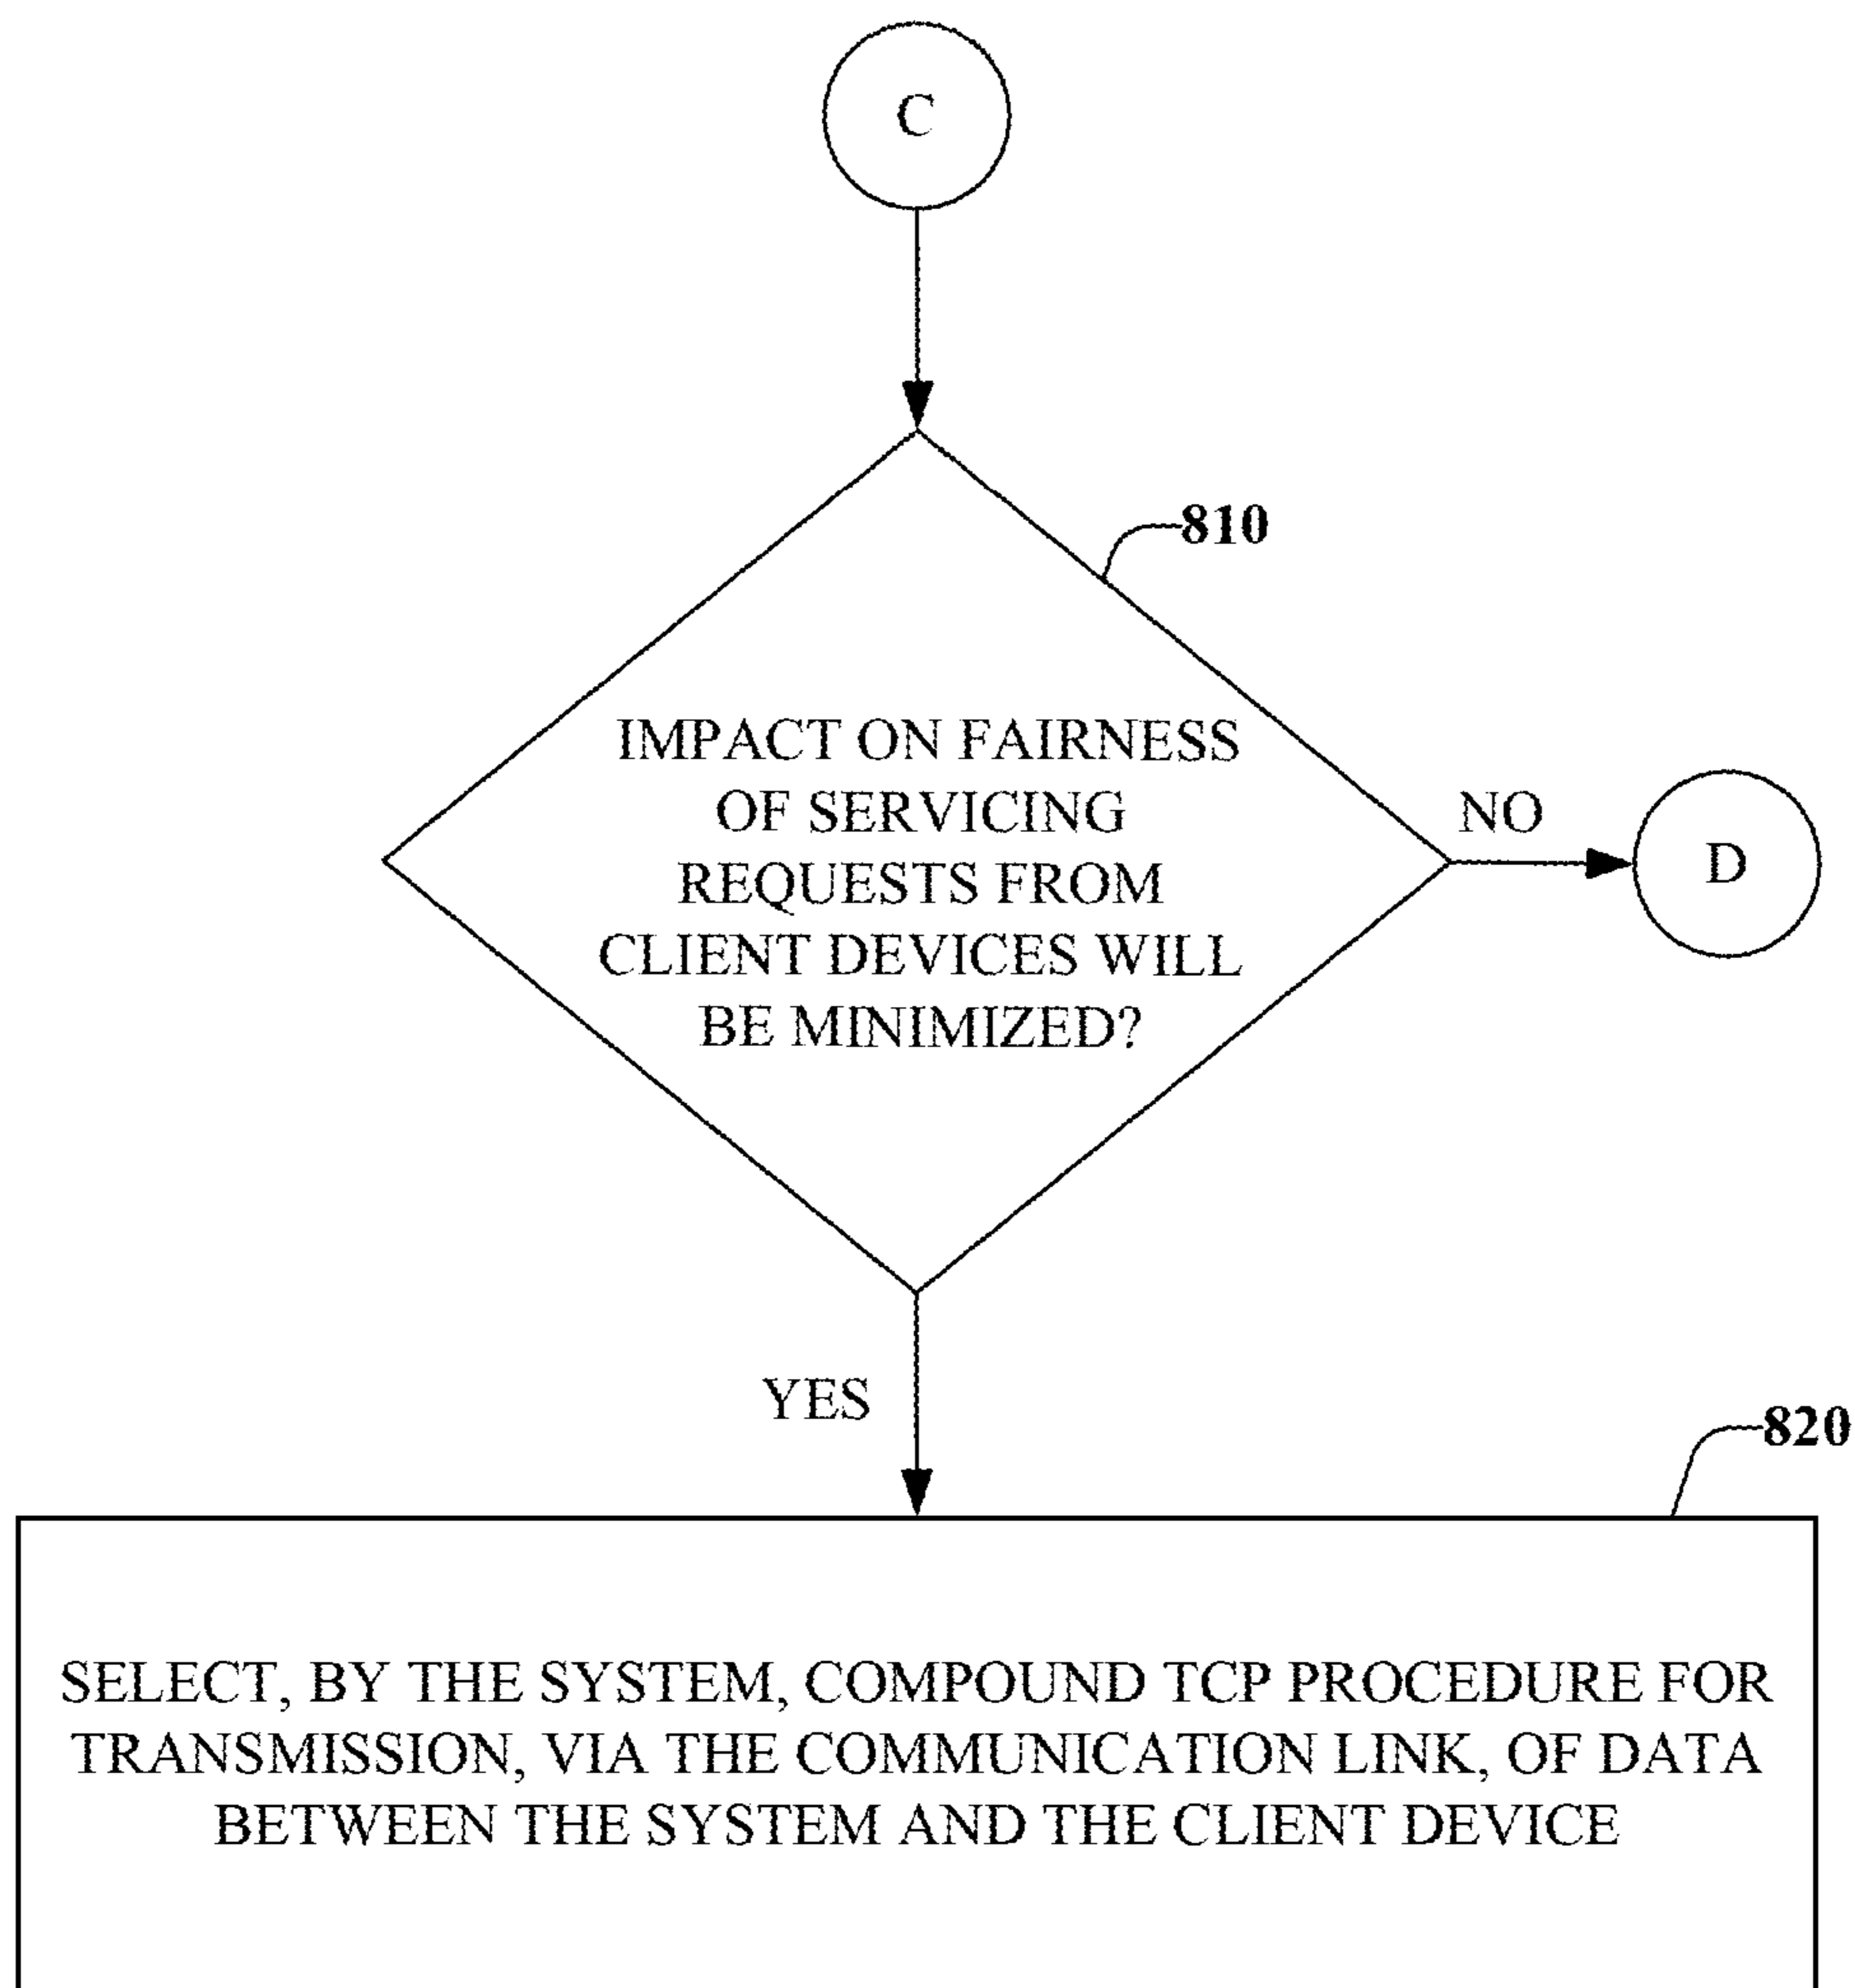 C
810
IMPACT ON FAIRNESS
OF SERVICING
REQUESTS FROM
CLIENT DEVICES WILL
BE MINIMIZED?
NO
D
YES
820
SELECT, BY THE SYSTEM, COMPOUND TCP PROCEDURE FOR
TRANSMISSION, VIA THE COMMUNICATION LINK, OF DATA
BETWEEN THE SYSTEM AND THE CLIENT DEVICE